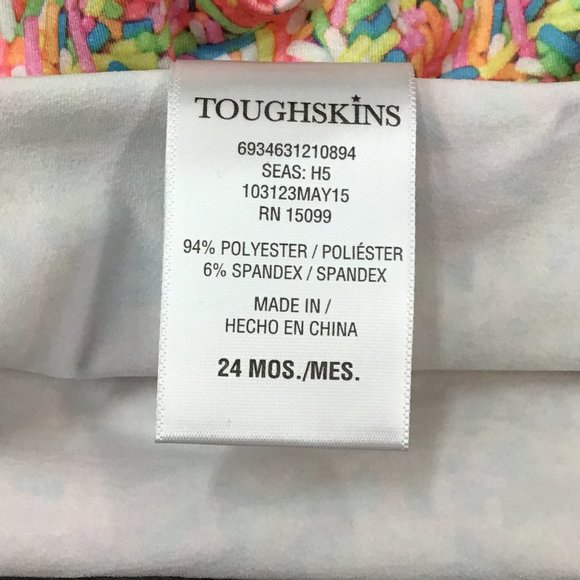 TOUGHSKINS
6934631210894
SEAS: H5
103123MAY15
RN 15099
94% POLYESTER / POLIÉSTER
6% SPANDEX / SPANDEX
MADE IN /
HECHO EN CHINA
24 MOS./MES.